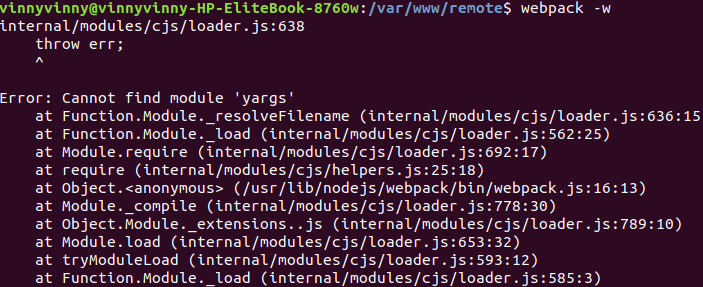 vinnyvinny@vinnyvinny-HP-EliteBook-8760w:/var/www/remote$ webpack -w
internal/modules/cjs/loader.js:638
    throw err;
    ^

Error: Cannot find module 'yargs'
    at Function.Module._resolveFilename (internal/modules/cjs/loader.js:636:15
    at Function.Module._load (internal/modules/cjs/loader.js:562:25)
    at Module.require (internal/modules/cjs/loader.js:692:17)
    at require (internal/modules/cjs/helpers.js:25:18)
    at Object.<anonymous> (/usr/lib/nodejs/webpack/bin/webpack.js:16:13)
    at Module._compile (internal/modules/cjs/loader.js:778:30)
    at Object.Module._extensions..js (internal/modules/cjs/loader.js:789:10)
    at Module.load (internal/modules/cjs/loader.js:653:32)
    at tryModuleLoad (internal/modules/cjs/loader.js:593:12)
    at Function.Module._load (internal/modules/cjs/loader.js:585:3)